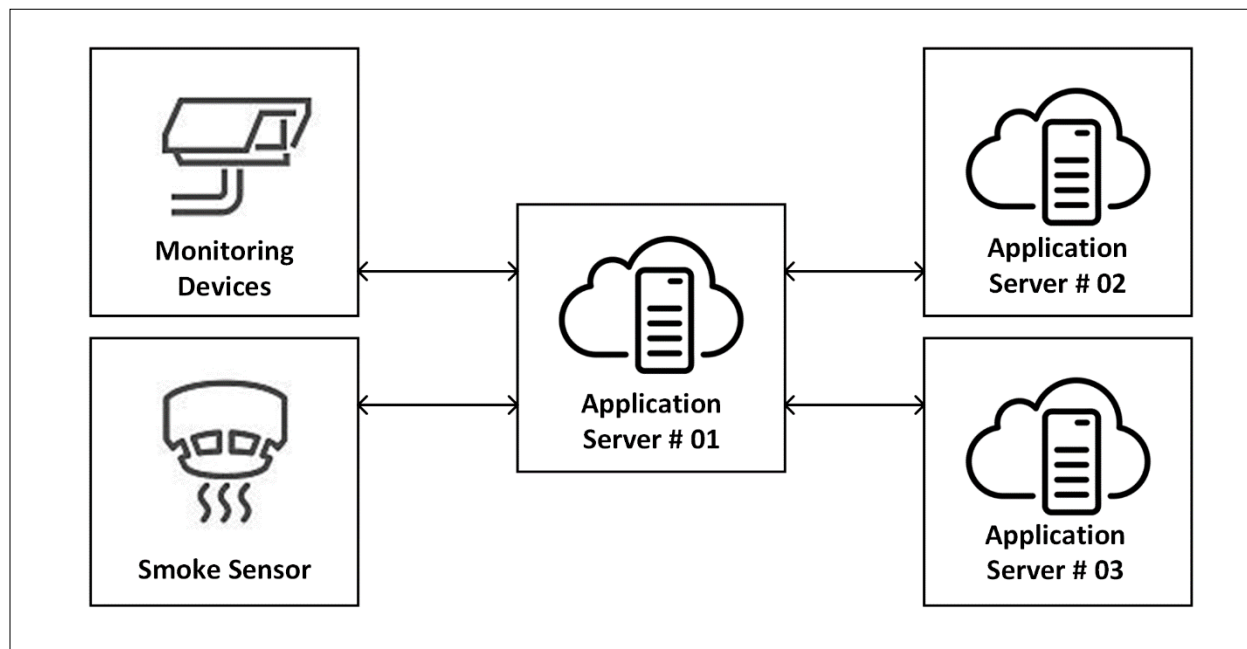 Monitoring
Devices
Smoke Sensor
Application
Server # 01
Application
Server # 02
Application
Server # 03